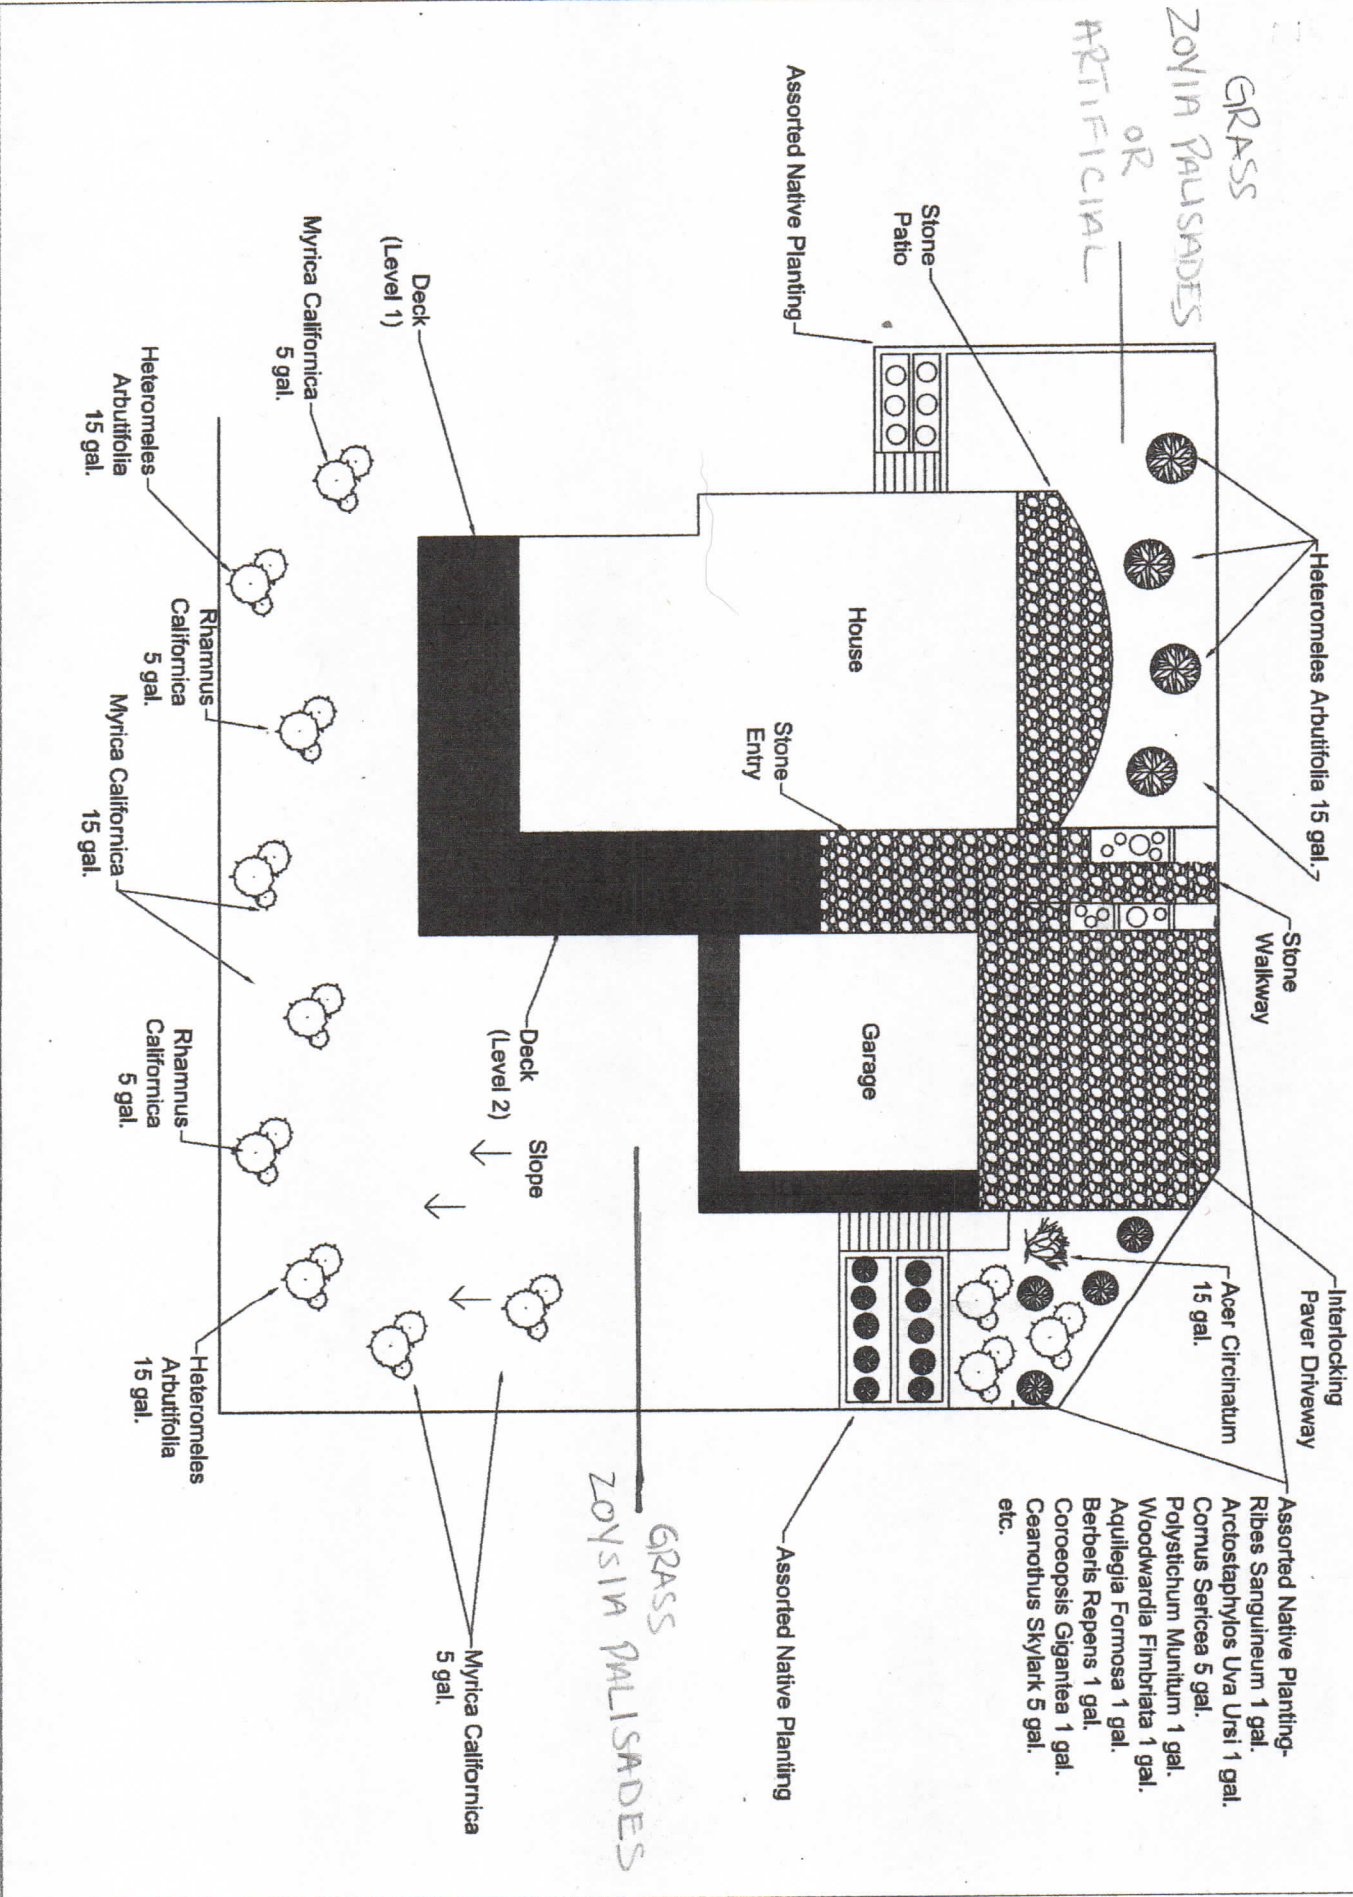 GRASS
ZOYIA PALISADES
OR
ARTIFICIAL
Heteromeles Arbutifolia 15 gal.
Stone
Walkway
Interlocking
Paver Driveway
Assorted Native Planting-
Ribes Sanguineum 1 gal.
Arctostaphylos Uva Ursi 1 gal.
Cornus Sericea 5 gal.
Polystichum Munitum 1 gal.
Woodwardia Fimbriata 1 gal.
Aquilegia Formosa 1 gal.
Berberis Repens 1 gal.
Coroeopsis Gigantea 1 gal.
Ceanothus Skylark 5 gal.
etc.
Acer Circinatum
15 gal.
Stone
Patio
Assorted Native Planting
House
Stone
Entry
Garage
Assorted Native Planting
Deck
(Level 1)
Deck
(Level 2)
Slope
GRASS
ZOYSIA PALISADES
Myrica Californica
5 gal.
Heteromeles
Arbutifolia
15 gal.
Rhamnus
Californica
5 gal.
Myrica Californica
15 gal.
Rhamnus
Californica
5 gal.
Heteromeles
Arbutifolia
15 gal.
Myrica Californica
5 gal.